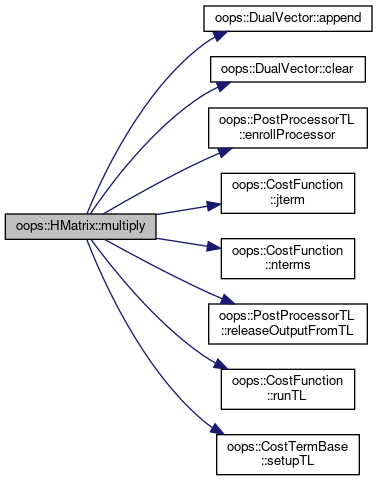 oops::DualVector::append
oops::DualVector::clear
oops::PostProcessorTL
::enrollProcessor
oops::CostFunction
::jterm
oops::HMatrix::multiply
oops::CostFunction
::nterms
oops::PostProcessorTL
::releaseOutputFromTL
oops::CostFunction
::runTL
oops::CostTermBase
::setupTL